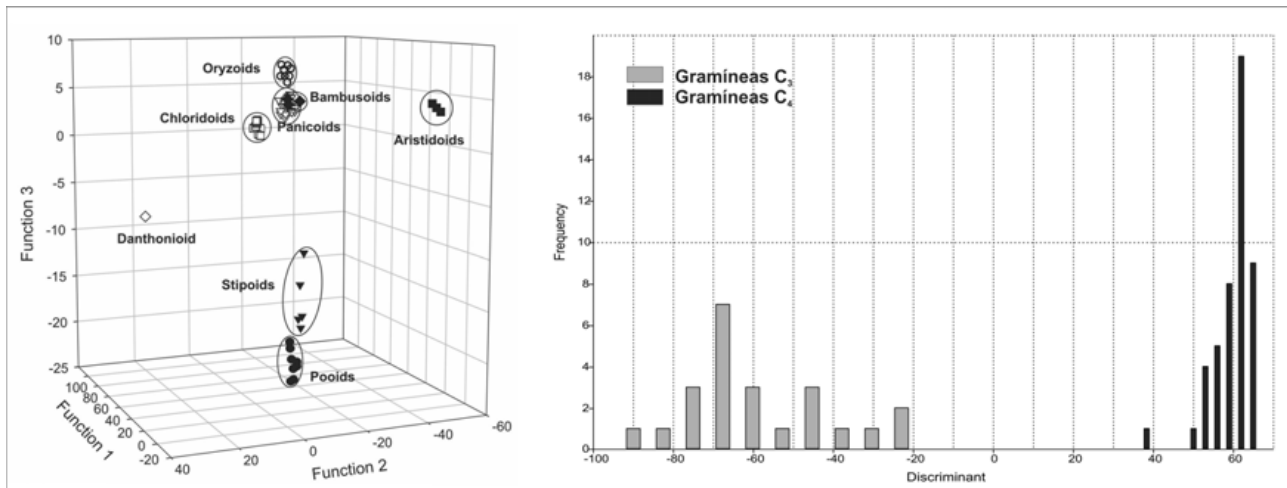 10
5
0
-5
-10
-15
-20
-25
Function 3
Oryzoids
Bambusoids
Chloridoids
Panicoids
Aristidoids
Danthonioid
Stipoids
Pooids
100
80
60
40
20
0
-20
Function 1
40
20
0
-20
-40
-60
Function 2
Gramíneas C₃
Gramíneas C₄
18
16
14
12
10
8
6
4
2
0
Frequency
-100
-80
-60
-40
-20
0
20
40
60
Discriminant